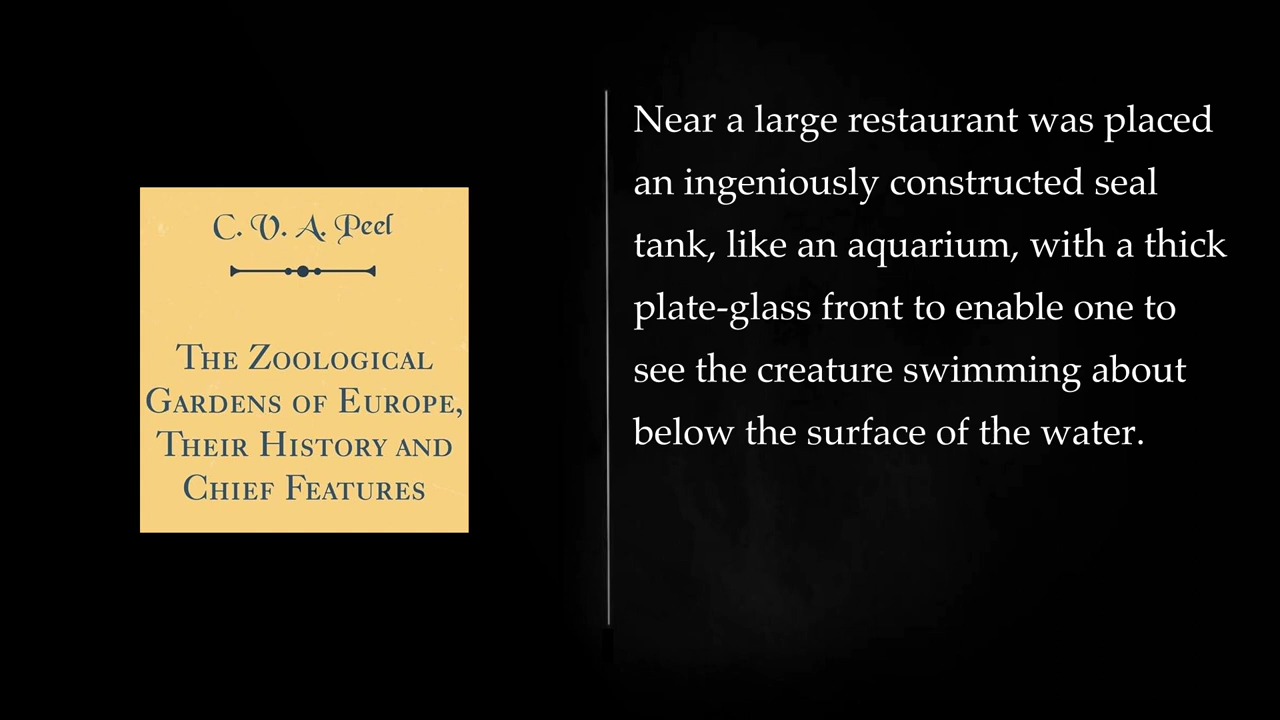 C. V. A. Peel
The Zoological
Gardens of Europe,
Their History and
Chief Features
Near a large restaurant was placed
an ingeniously constructed seal
tank, like an aquarium, with a thick
plate-glass front to enable one to
see the creature swimming about
below the surface of the water.